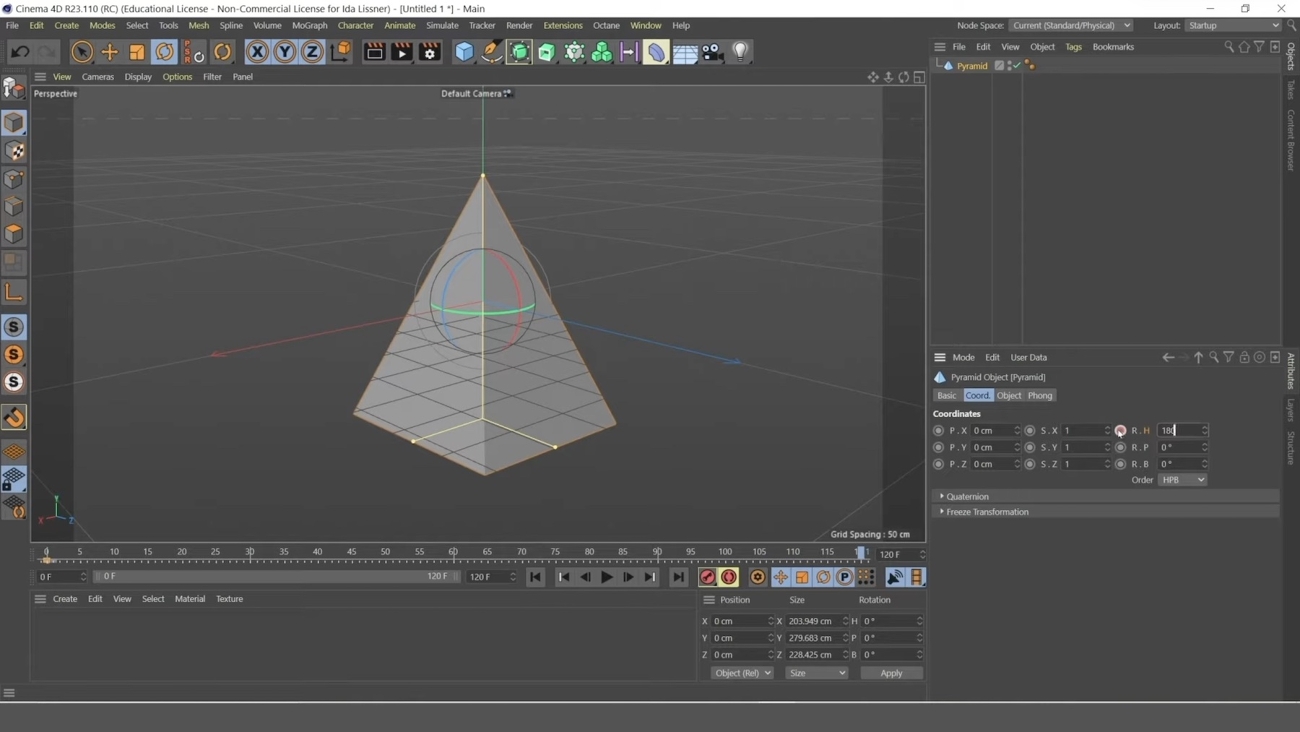 Cinema 4D R23.110 (RC) (Educational License - Non-Commercial License for Ida Lissner) - [Untitled 1 *] - Main
File Edit Create Modes Select Tools Mesh Spline Volume MoGraph Character Animate Simulate Tracker Render Extensions Octane Window Help Node Space: Current (Standard/Physical) Layout: Startup
PSR X Y Z
File Edit View Object Tags Bookmarks
Pyramid
View Cameras Display Options Filter Panel
Perspective Default Camera
Objects
Takes
Content Browser
Grid Spacing : 50 cm
Y
X Z
S
S
S
Mode Edit User Data
Pyramid Object [Pyramid]
Basic Coord. Object Phong
Coordinates
P . X 0 cm S . X 1 R . H 180
P . Y 0 cm S . Y 1 R . P 0 °
P . Z 0 cm S . Z 1 R . B 0 °
Order HPB
Quaternion
Freeze Transformation
Attributes
Layers
Structure
0 5 10 15 20 25 30 35 40 45 50 55 60 65 70 75 80 85 90 95 100 105 110 115 120 F
0 F 0 F 120 F 120 F P
Create Edit View Select Material Texture
Position Size Rotation
X 0 cm X 203.949 cm H 0 °
Y 0 cm Y 279.683 cm P 0 °
Z 0 cm Z 228.425 cm B 0 °
Object (Rel) Size Apply